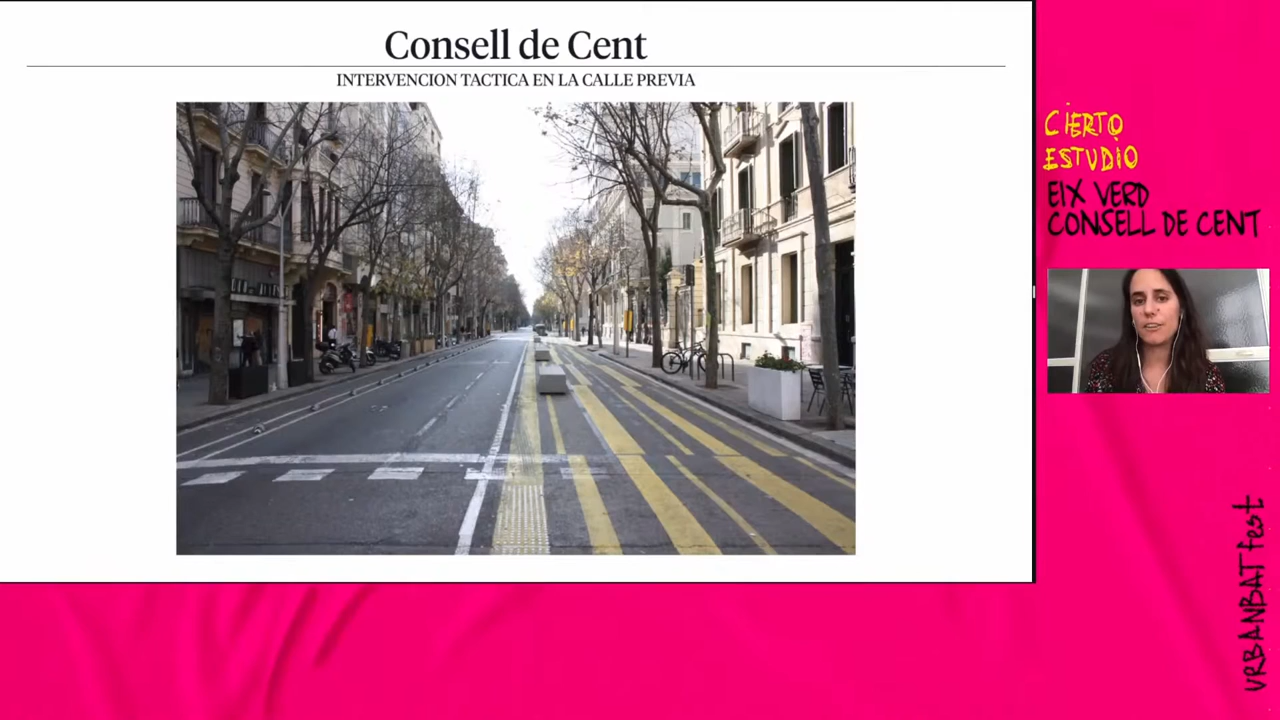 Consell de Cent
INTERVENCION TACTICA EN LA CALLE PREVIA
CIERTO
ESTUDIO
EIX VERD
CONSELL DE CENT
URBANBAT fest